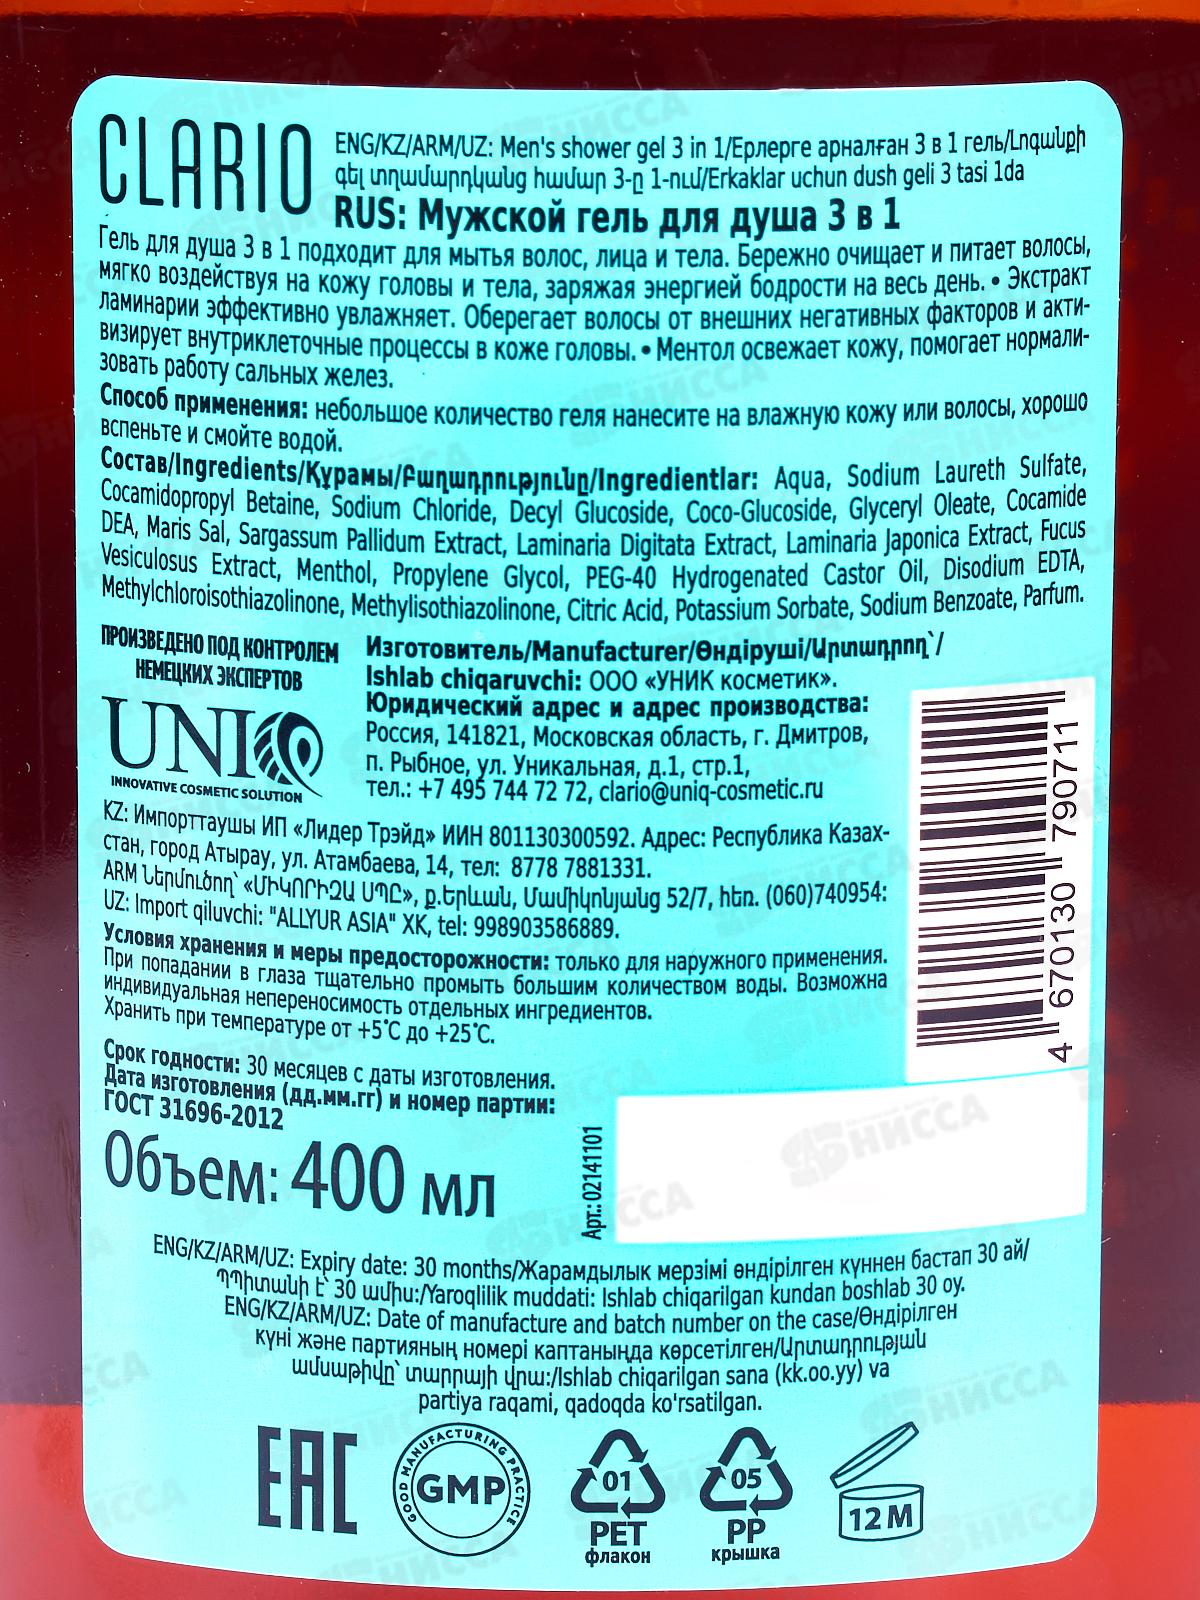 CLARIO
ENG/KZ/ARM/UZ: Men's shower gel 3 in 1/Ерлерге арналған 3 в 1 гель/Լոգանքի
գել տղամարդկանց համար 3-ը 1-ում/Erkaklar uchun dush geli 3 tasi 1da
RUS: Мужской гель для душа 3 в 1
Гель для душа 3 в 1 подходит для мытья волос, лица и тела. Бережно очищает и питает волосы,
мягко воздействуя на кожу головы и тела, заряжая энергией бодрости на весь день. • Экстракт
ламинарии эффективно увлажняет. Оберегает волосы от внешних негативных факторов и акти-
визирует внутриклеточные процессы в коже головы. • Ментол освежает кожу, помогает нормали-
зовать работу сальных желез.
Способ применения: небольшое количество геля нанесите на влажную кожу или волосы, хорошо
вспеньте и смойте водой.
Состав/Ingredients/Құрамы/Բաղադրությունը/Ingredientlar: Aqua, Sodium Laureth Sulfate,
Cocamidopropyl Betaine, Sodium Chloride, Decyl Glucoside, Coco-Glucoside, Glyceryl Oleate, Cocamide
DEA, Maris Sal, Sargassum Pallidum Extract, Laminaria Digitata Extract, Laminaria Japonica Extract, Fucus
Vesiculosus Extract, Menthol, Propylene Glycol, PEG-40 Hydrogenated Castor Oil, Disodium EDTA,
Methylchloroisothiazolinone, Methylisothiazolinone, Citric Acid, Potassium Sorbate, Sodium Benzoate, Parfum.
ПРОИЗВЕДЕНО ПОД КОНТРОЛЕМ
НЕМЕЦКИХ ЭКСПЕРТОВ
UNIQ
INNOVATIVE COSMETIC SOLUTION
Изготовитель/Manufacturer/Өндіруші/Արտադրող՝/
Ishlab chiqaruvchi: ООО «УНИК косметик».
Юридический адрес и адрес производства:
Россия, 141821, Московская область, г. Дмитров,
п. Рыбное, ул. Уникальная, д.1, стр.1,
тел.: +7 495 744 72 72, clario@uniq-cosmetic.ru
KZ: Импорттаушы ИП «Лидер Трэйд» ИИН 801130300592. Адрес: Республика Казах-
стан, город Атырау, ул. Атамбаева, 14, тел: 8778 7881331.
ARM Ներմուծող՝ «ՄԻԿՈՐԻԶԱ ՍՊԸ», ք.Երևան, Մամիկոնյանց 52/7, հեռ. (060)740954:
UZ: Import qiluvchi: "ALLYUR ASIA" XK, tel: 998903586889.
Условия хранения и меры предосторожности: только для наружного применения.
При попадании в глаза тщательно промыть большим количеством воды. Возможна
индивидуальная непереносимость отдельных ингредиентов.
Хранить при температуре от +5°С до +25°С.
4 670130 790711
Срок годности: 30 месяцев с даты изготовления.
Дата изготовления (дд.мм.гг) и номер партии:
ГОСТ 31696-2012
Объем: 400 мл
Арт.: 02141101
ENG/KZ/ARM/UZ: Expiry date: 30 months/Жарамдылық мерзімі өндірілген күннен бастап 30 ай/
ՊՊիտանի է՝ 30 ամիս:/Yaroqlilik muddati: Ishlab chiqarilgan kundan boshlab 30 oy.
ENG/KZ/ARM/UZ: Date of manufacture and batch number on the case/Өндірілген
күні және партияның номері каптаныңда көрсетілген/Արտադրության
ամսաթիվը՝ տարրայի վրա:/Ishlab chiqarilgan sana (kk.oo.yy) va
partiya raqami, qadoqda ko'rsatilgan.
EAC
GOOD MANUFACTURING PRACTICE
GMP
01
PET
флакон
05
PP
крышка
12 M